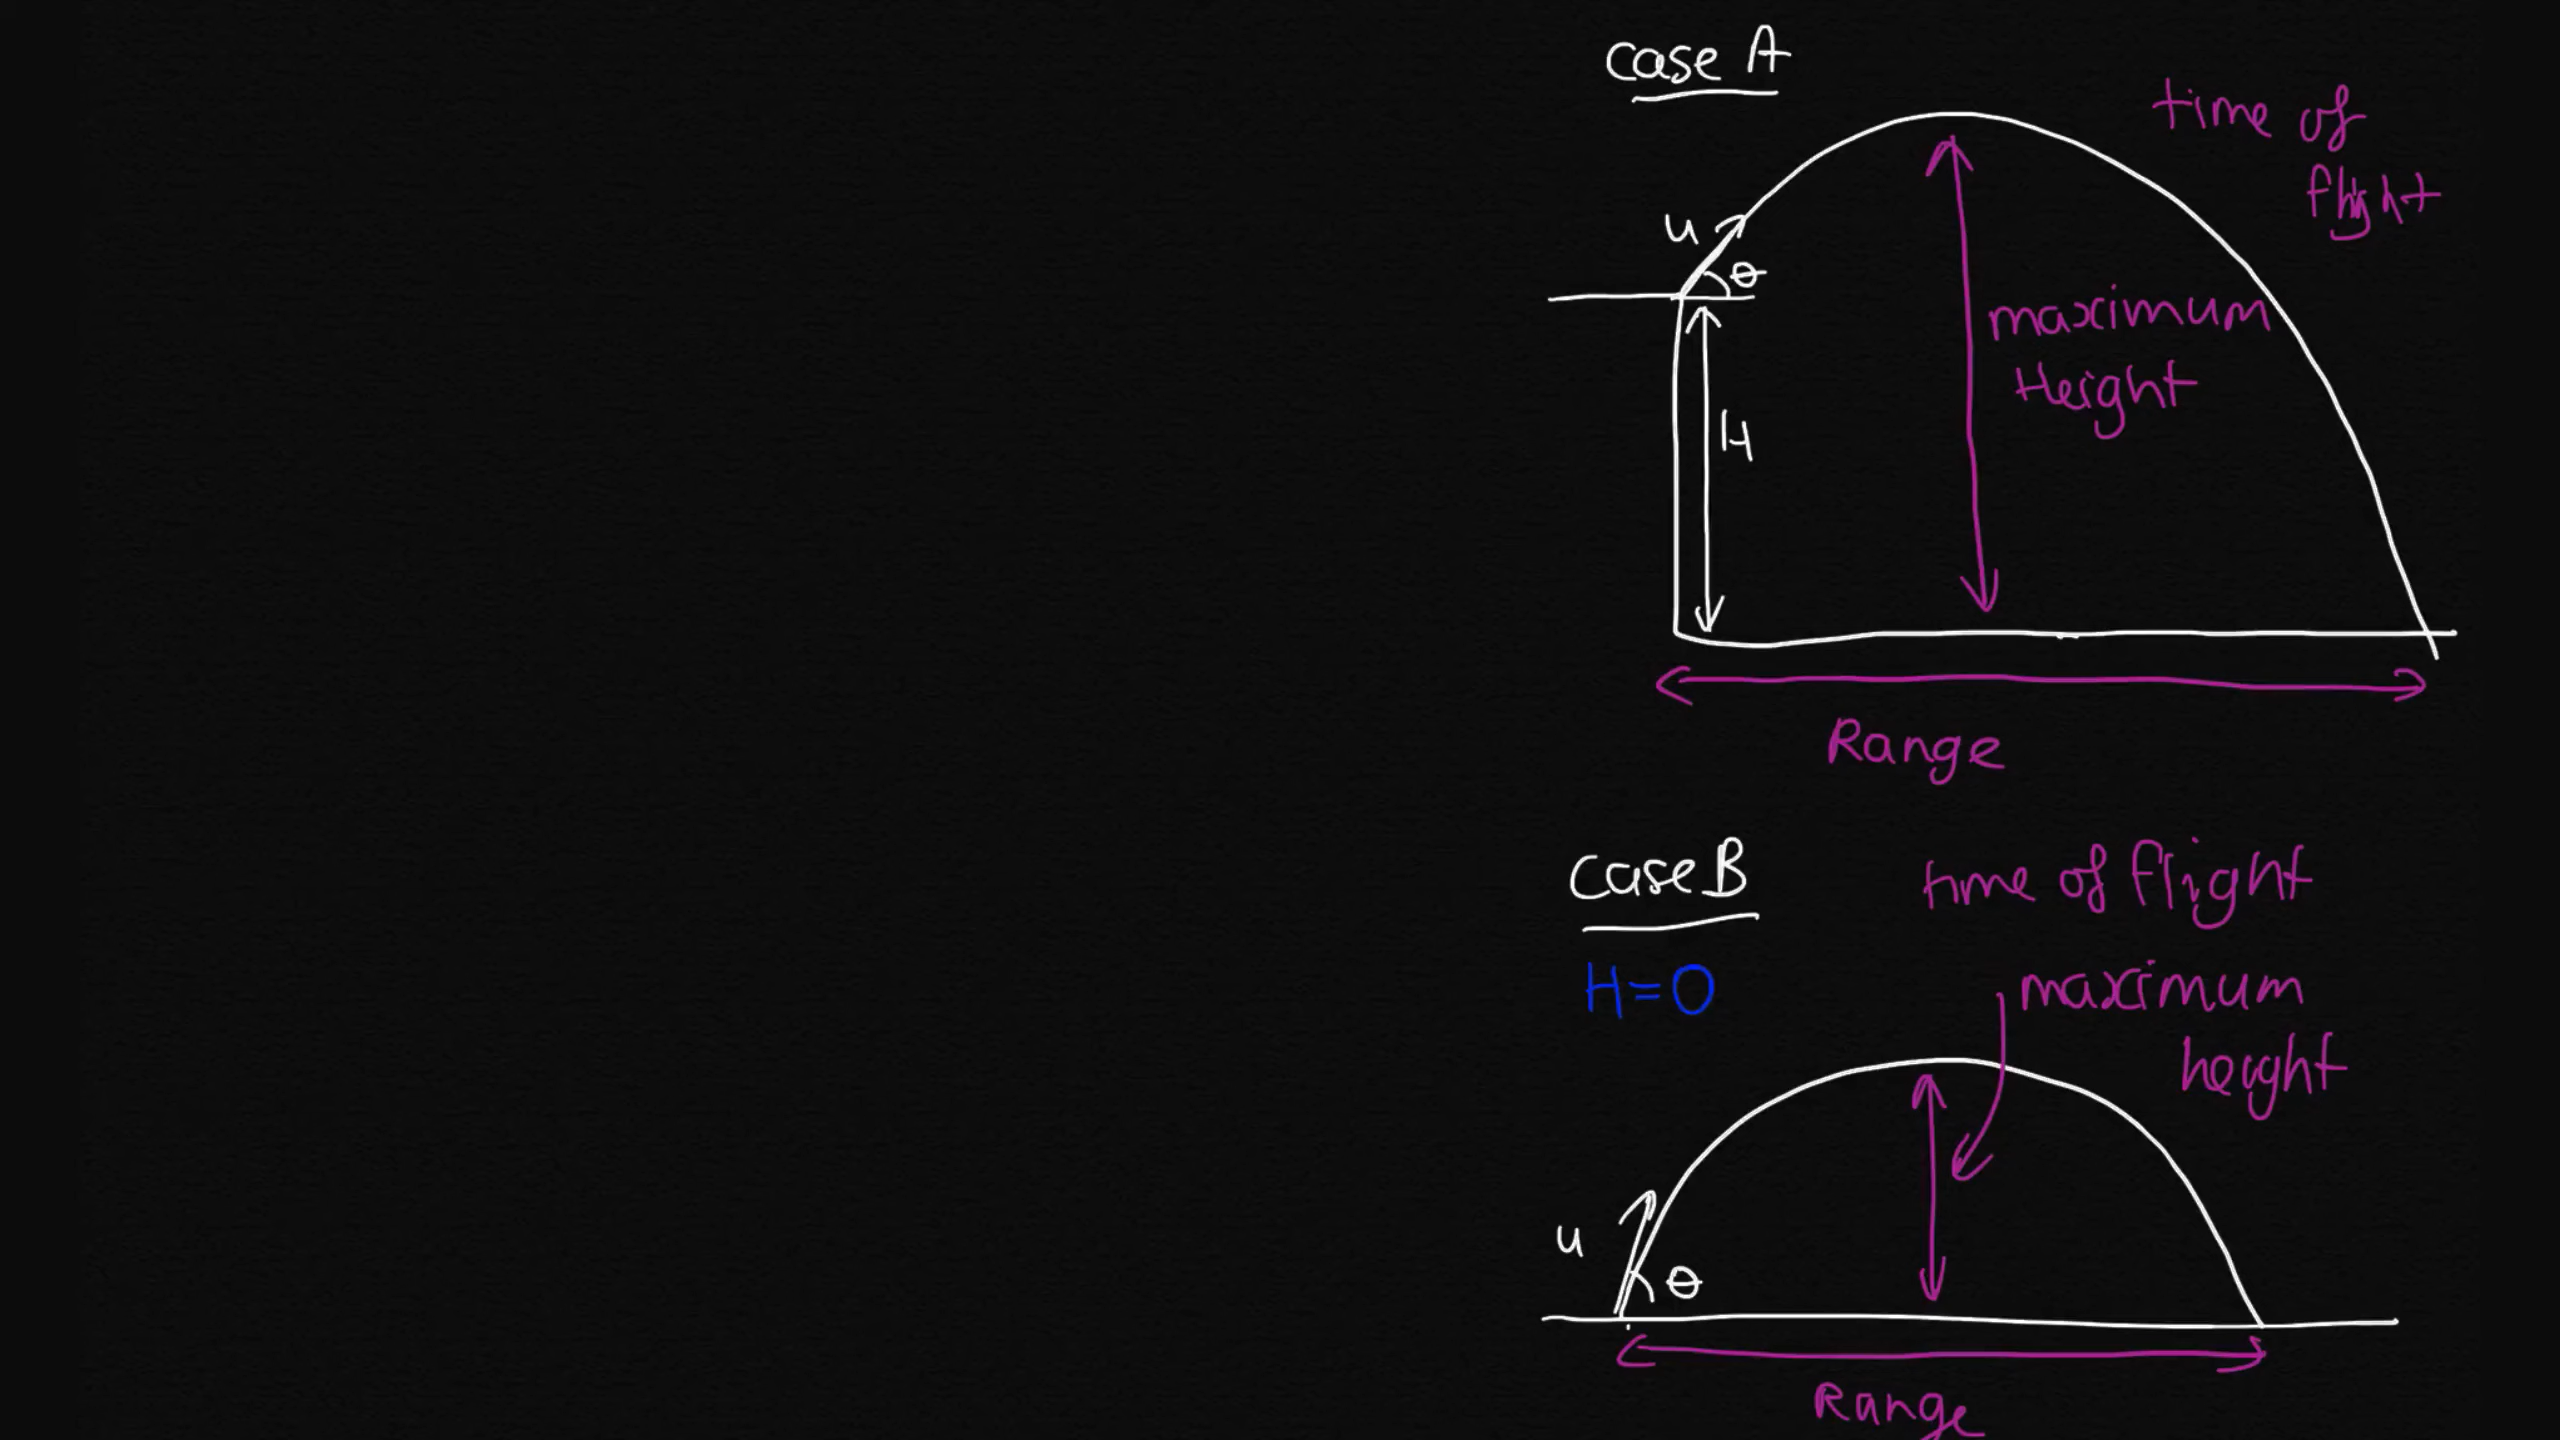 case A
time of
flight
u
θ
maximum
Height
H
Range
case B
time of flight
H=0
maximum
height
u
θ
Range